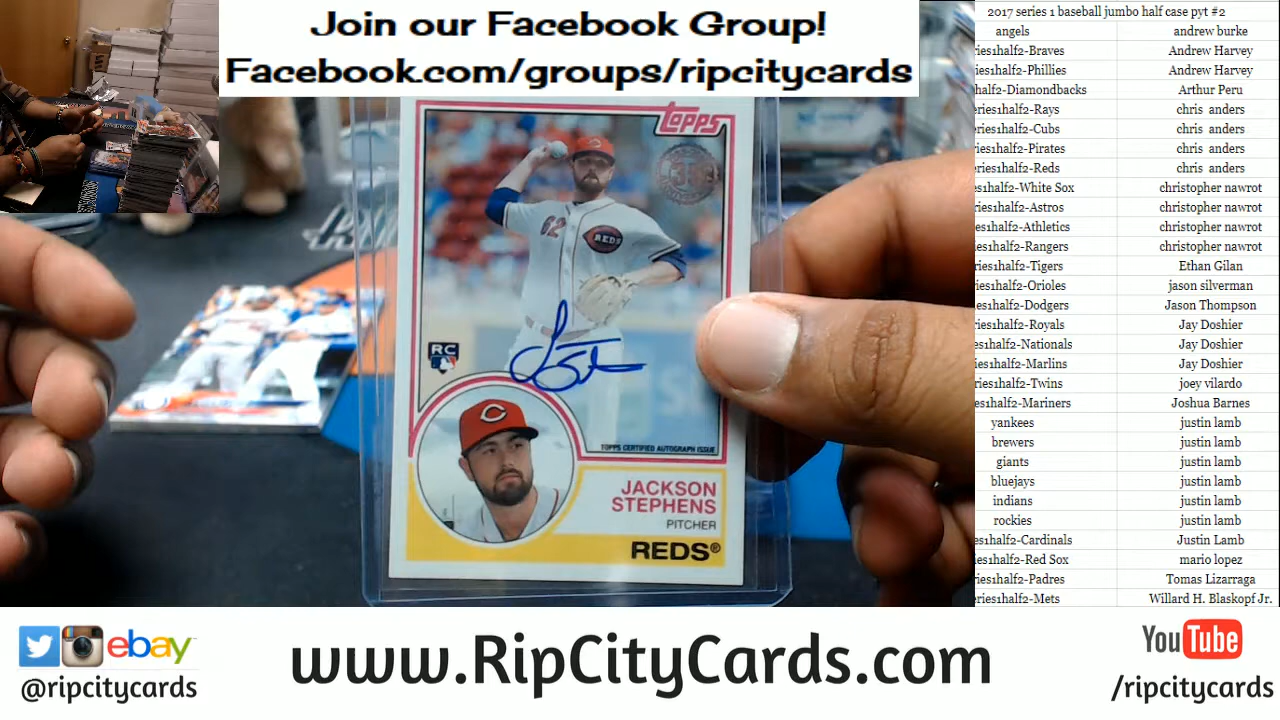 Join our Facebook Group!
Facebook.com/groups/ripcitycards
2017 series 1 baseball jumbo half case pyt #2
angels andrew burke
ries1half2-Braves Andrew Harvey
ries1half2-Phillies Andrew Harvey
half2-Diamondbacks Arthur Peru
eries1half2-Rays chris anders
eries1half2-Cubs chris anders
ries1half2-Pirates chris anders
eries1half2-Reds chris anders
es1half2-White Sox christopher nawrot
ries1half2-Astros christopher nawrot
es1half2-Athletics christopher nawrot
ies1half2-Rangers christopher nawrot
ries1half2-Tigers Ethan Gilan
ies1half2-Orioles jason silverman
es1half2-Dodgers Jason Thompson
ries1half2-Royals Jay Doshier
es1half2-Nationals Jay Doshier
ies1half2-Marlins Jay Doshier
ries1half2-Twins joey vilardo
es1half2-Mariners Joshua Barnes
yankees justin lamb
brewers justin lamb
giants justin lamb
bluejays justin lamb
indians justin lamb
rockies justin lamb
es1half2-Cardinals Justin Lamb
ies1half2-Red Sox mario lopez
ries1half2-Padres Tomas Lizarraga
ries1half2-Mets Willard H. Blaskopf Jr.
Topps
35
62
REDS
RC
TOPPS CERTIFIED AUTOGRAPH ISSUE
JACKSON
STEPHENS
PITCHER
REDS®
ebay
@ripcitycards
www.RipCityCards.com
YouTube
/ripcitycards